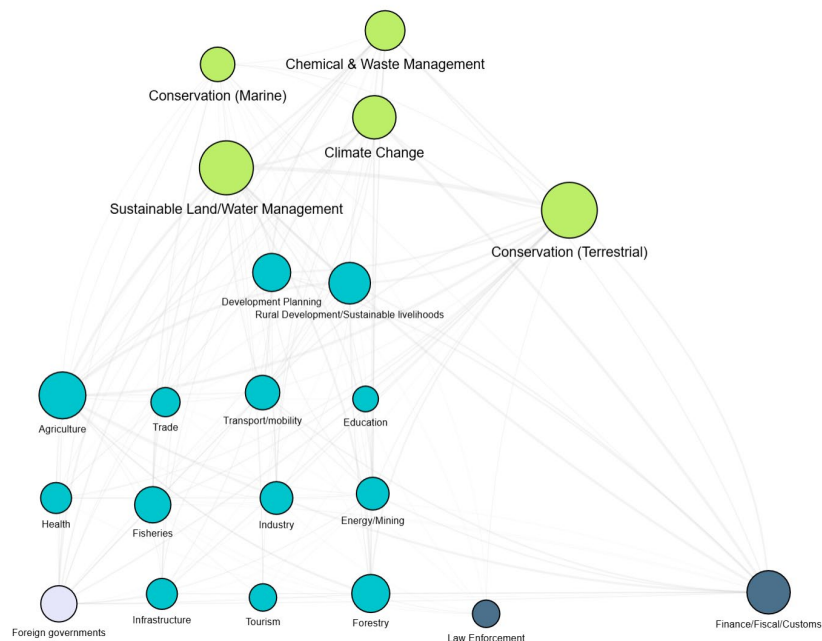 Chemical & Waste Management
Conservation (Marine)
Climate Change
Sustainable Land/Water Management
Conservation (Terrestrial)
Development Planning
Rural Development/Sustainable livelihoods
Agriculture
Trade
Transport/mobility
Education
Health
Fisheries
Industry
Energy/Mining
Foreign governments
Infrastructure
Tourism
Forestry
Law Enforcement
Finance/Fiscal/Customs